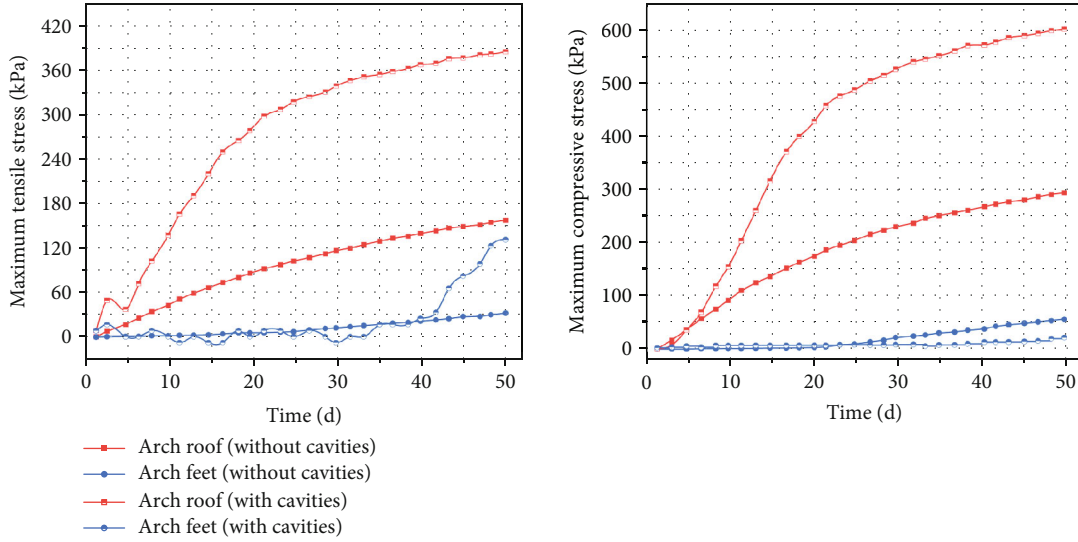 Maximum tensile stress (kPa)
420
360
300
240
180
120
60
0
0 10 20 30 40 50
Time (d)
Maximum compressive stress (kPa)
600
500
400
300
200
100
0
0 10 20 30 40 50
Time (d)
Arch roof (without cavities)
Arch feet (without cavities)
Arch roof (with cavities)
Arch feet (with cavities)